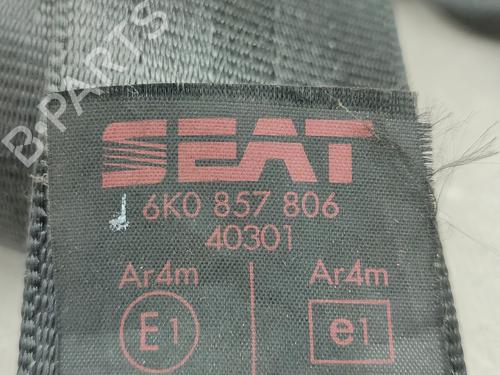 B-PARTS
SEAT
6K0 857 806
40301
Ar4m Ar4m
E1 e1